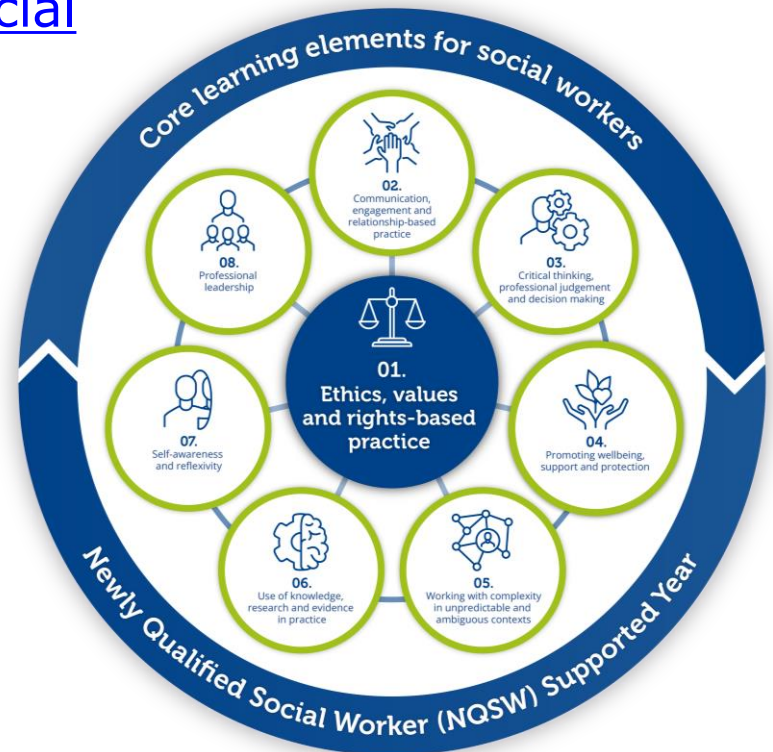 cial
Core learning elements for social workers
01.
Ethics, values
and rights-based
practice
02.
Communication,
engagement and
relationship-based
practice
03.
Critical thinking,
professional judgement
and decision making
04.
Promoting wellbeing,
support and protection
05.
Working with complexity
in unpredictable and
ambiguous contexts
06.
Use of knowledge,
research and evidence
in practice
07.
Self-awareness
and reflexivity
08.
Professional
leadership
Newly Qualified Social Worker (NQSW) Supported Year